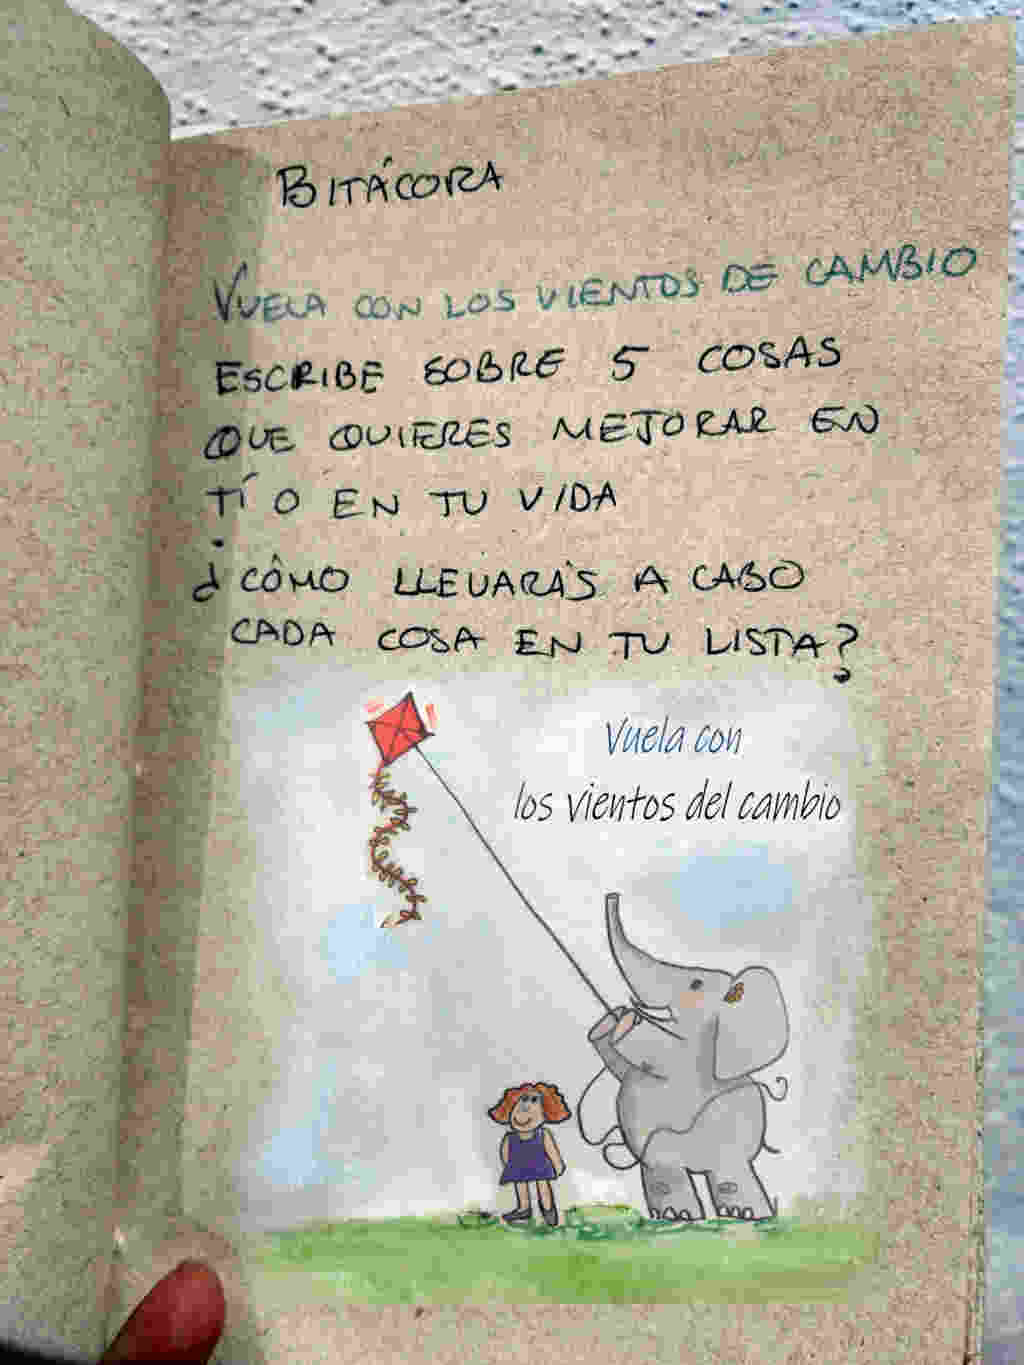 BITÁCORA
VUELA CON LOS VIENTOS DE CAMBIO
ESCRIBE SOBRE 5 COSAS
QUE QUIERES MEJORAR EN
TÍ O EN TU VIDA
¿CÓMO LLEVARÁS A CABO
CADA COSA EN TU LISTA?
Vuela con
los vientos del cambio